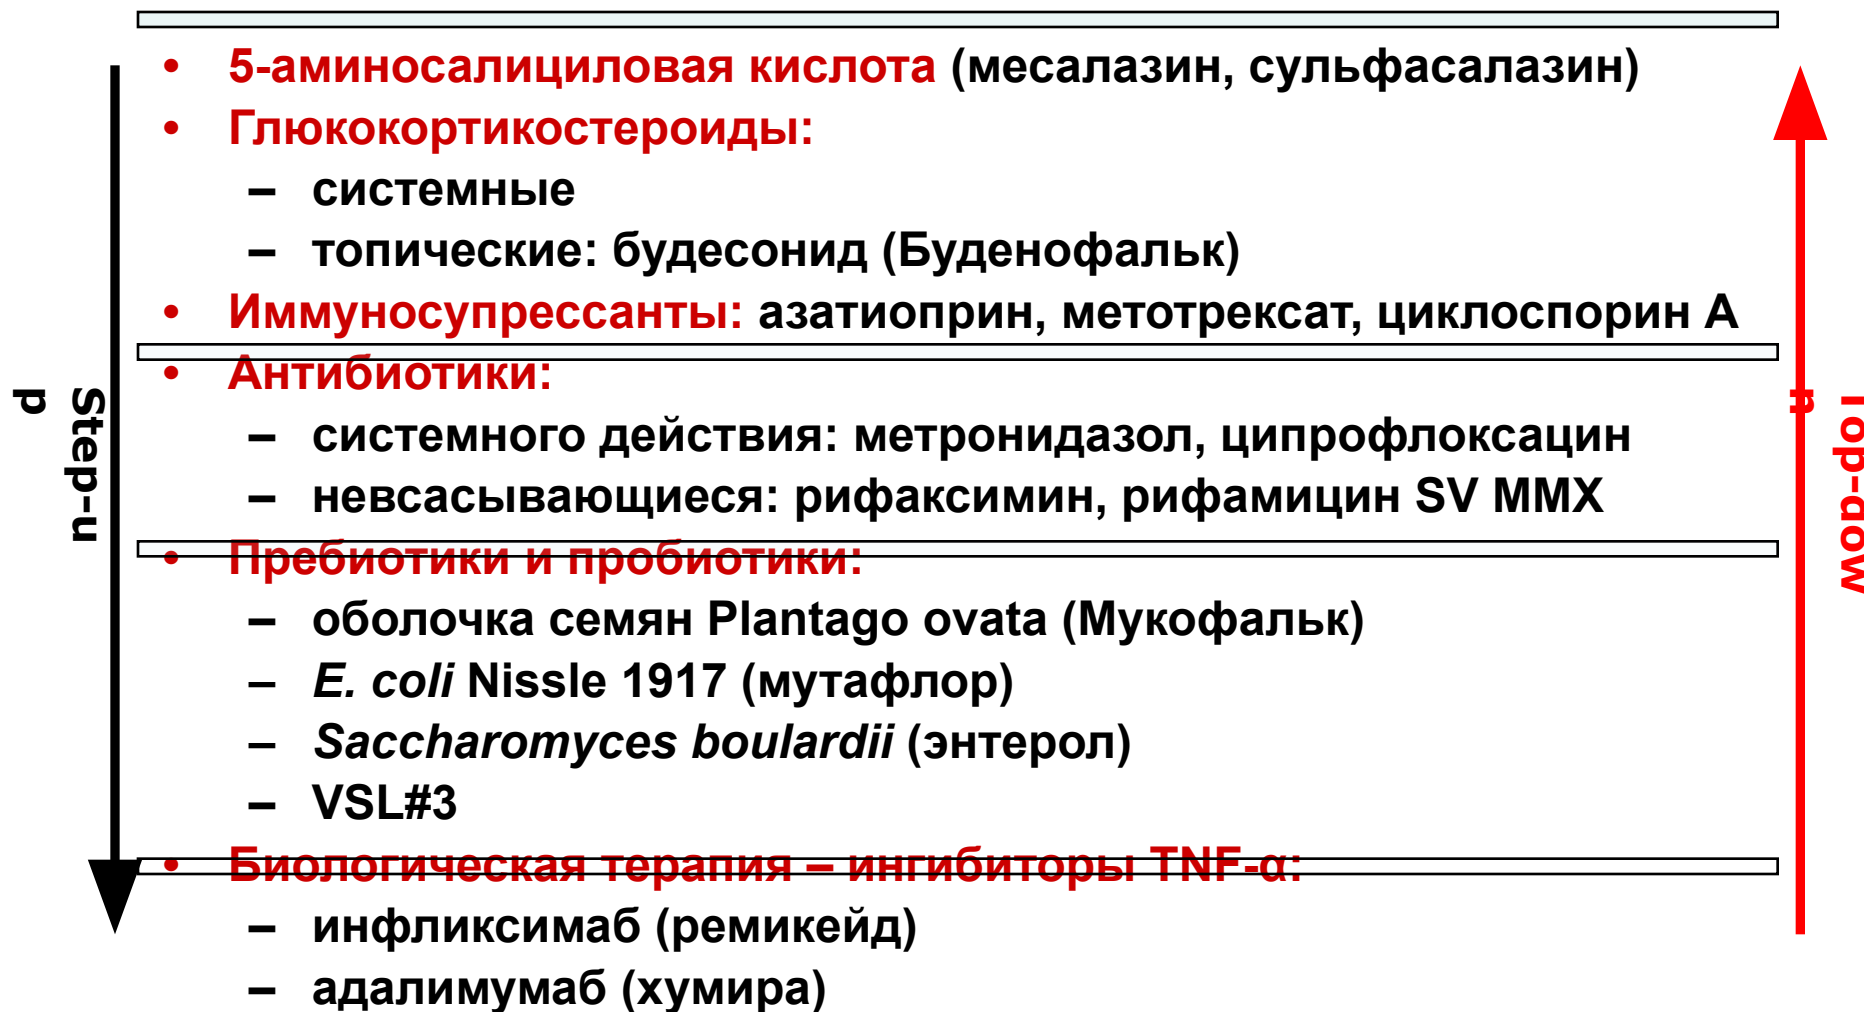 • 5-аминосалициловая кислота (месалазин, сульфасалазин)
• Глюкокортикостероиды:
– системные
– топические: будесонид (Буденофальк)
• Иммуносупрессанты: азатиоприн, метотрексат, циклоспорин А
• Антибиотики:
– системного действия: метронидазол, ципрофлоксацин
– невсасывающиеся: рифаксимин, рифамицин SV MMX
• Пребиотики и пробиотики:
– оболочка семян Plantago ovata (Мукофальк)
– E. coli Nissle 1917 (мутафлор)
– Saccharomyces boulardii (энтерол)
– VSL#3
• Биологическая терапия – ингибиторы TNF-α:
– инфликсимаб (ремикейд)
– адалимумаб (хумира)
Step-u
p
Top-dow
n